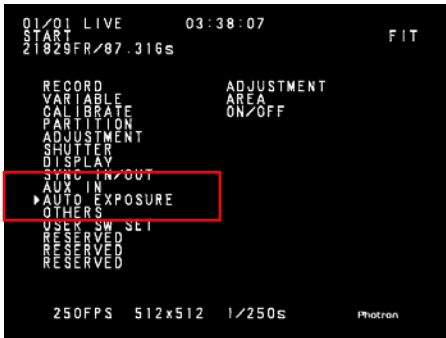 01/01 LIVE 03:38:07
START FIT
21829FR/87.316s
RECORD ADJUSTMENT
VARIABLE AREA
CALIBRATE ON/OFF
PARTITION
ADJUSTMENT
SHUTTER
DISPLAY
SYNC IN/OUT
AUX IN
▶AUTO EXPOSURE
OTHERS
USER SW SET
RESERVED
RESERVED
RESERVED
250FPS 512x512 1/250s Photron